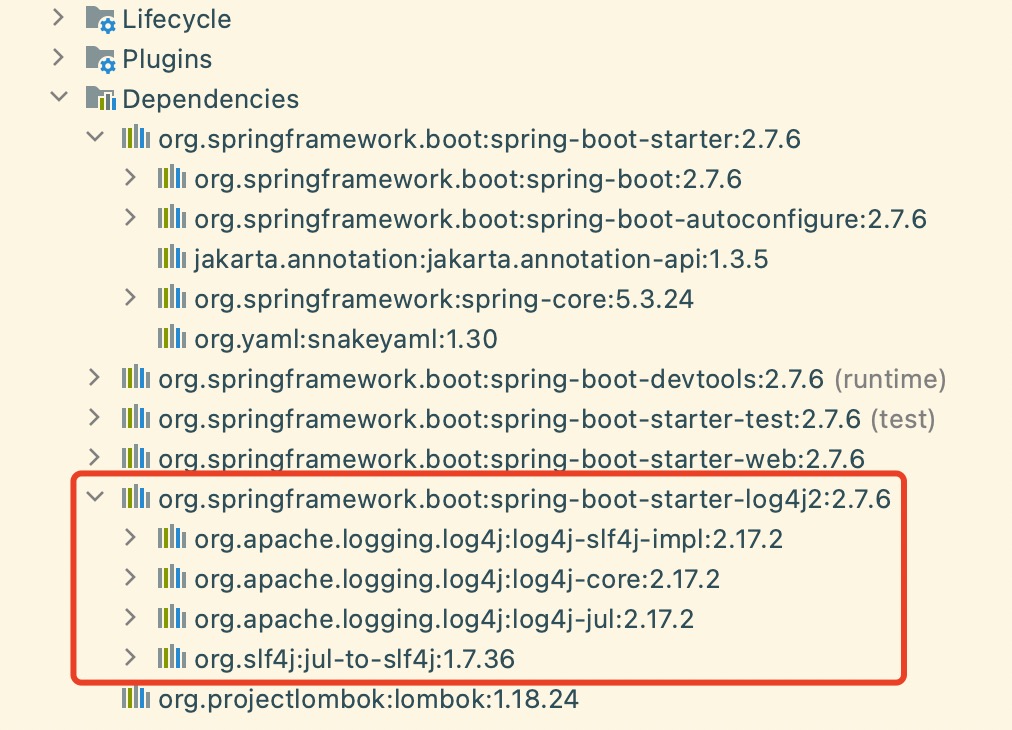 Lifecycle
Plugins
Dependencies
org.springframework.boot:spring-boot-starter:2.7.6
org.springframework.boot:spring-boot:2.7.6
org.springframework.boot:spring-boot-autoconfigure:2.7.6
jakarta.annotation:jakarta.annotation-api:1.3.5
org.springframework:spring-core:5.3.24
org.yaml:snakeyaml:1.30
org.springframework.boot:spring-boot-devtools:2.7.6 (runtime)
org.springframework.boot:spring-boot-starter-test:2.7.6 (test)
org.springframework.boot:spring-boot-starter-web:2.7.6
org.springframework.boot:spring-boot-starter-log4j2:2.7.6
org.apache.logging.log4j:log4j-slf4j-impl:2.17.2
org.apache.logging.log4j:log4j-core:2.17.2
org.apache.logging.log4j:log4j-jul:2.17.2
org.slf4j:jul-to-slf4j:1.7.36
org.projectlombok:lombok:1.18.24